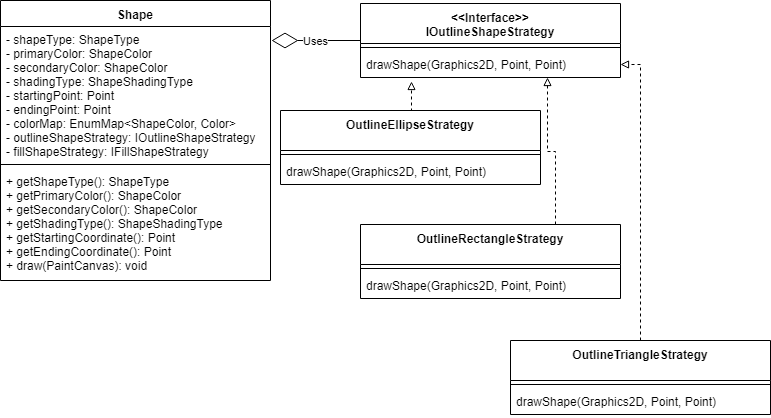 Shape
- shapeType: ShapeType
- primaryColor: ShapeColor
- secondaryColor: ShapeColor
- shadingType: ShapeShadingType
- startingPoint: Point
- endingPoint: Point
- colorMap: EnumMap<ShapeColor, Color>
- outlineShapeStrategy: IOutlineShapeStrategy
- fillShapeStrategy: IFillShapeStrategy
+ getShapeType(): ShapeType
+ getPrimaryColor(): ShapeColor
+ getSecondaryColor(): ShapeColor
+ getShadingType(): ShapeShadingType
+ getStartingCoordinate(): Point
+ getEndingCoordinate(): Point
+ draw(PaintCanvas): void
Uses
<<Interface>>
IOutlineShapeStrategy
drawShape(Graphics2D, Point, Point)
OutlineEllipseStrategy
drawShape(Graphics2D, Point, Point)
OutlineRectangleStrategy
drawShape(Graphics2D, Point, Point)
OutlineTriangleStrategy
drawShape(Graphics2D, Point, Point)